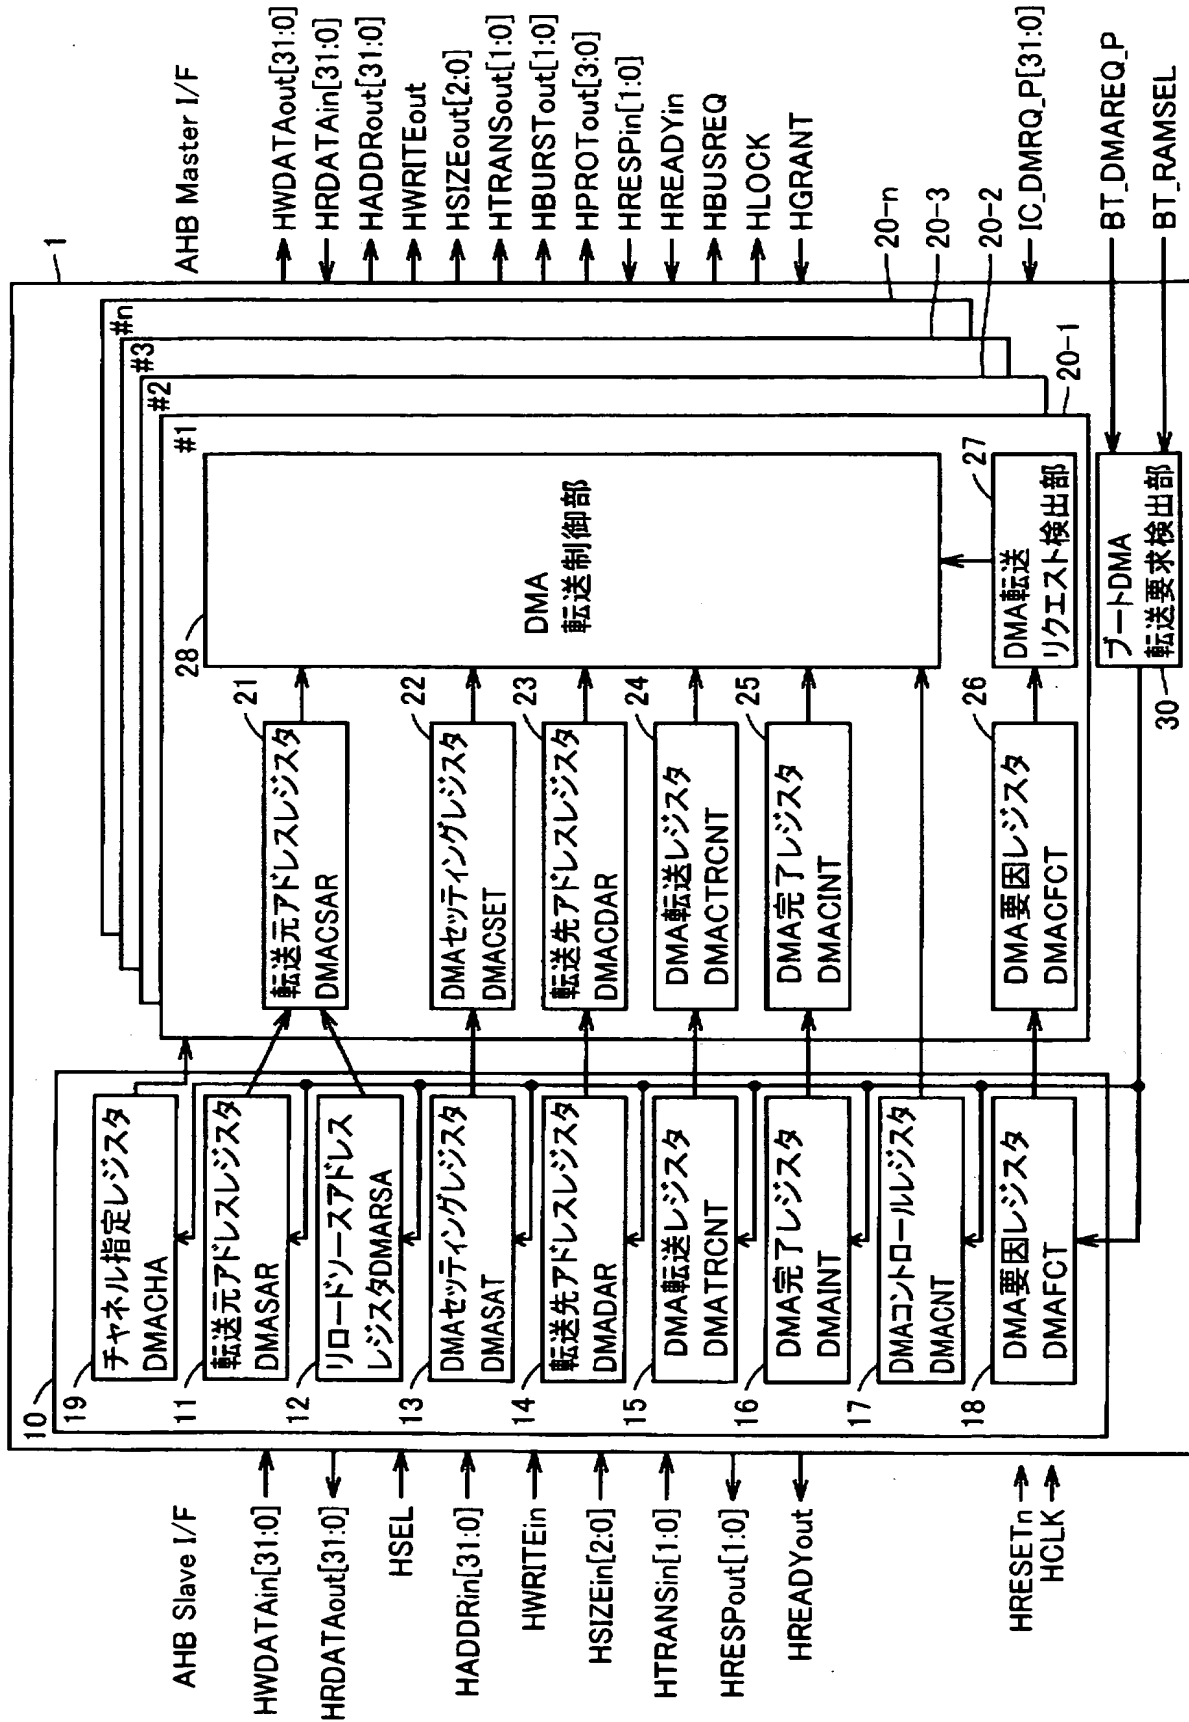 AHB Slave I/F
HWDATAin[31:0]
HRDATAout[31:0]
HSEL
HADDRin[31:0]
HWRITEin
HSIZEin[2:0]
HTRANSin[1:0]
HRESPout[1:0]
HREADYout
HRESETn
HCLK
10
19
チャネル指定レジスタ
DMACHA
11
転送元アドレスレジスタ
DMASAR
12
リロードソースアドレス
レジスタDMARSA
13
DMAセッティングレジスタ
DMASAT
14
転送先アドレスレジスタ
DMADAR
15
DMA転送レジスタ
DMATRCNT
16
DMA完了レジスタ
DMAINT
17
DMAコントロールレジスタ
DMACNT
18
DMA要因レジスタ
DMAFCT
21
転送元アドレスレジスタ
DMACSAR
22
DMAセッティングレジスタ
DMACSET
23
転送先アドレスレジスタ
DMACDAR
24
DMA転送レジスタ
DMACTRCNT
25
DMA完了レジスタ
DMACINT
26
DMA要因レジスタ
DMACFCT
28
DMA
転送制御部
27
DMA転送
リクエスト検出部
30
ブートDMA
転送要求検出部
#1
#2
#3
#n
1
20-n
20-3
20-2
20-1
AHB Master I/F
HWDATAout[31:0]
HRDATAin[31:0]
HADDRout[31:0]
HWRITEout
HSIZEout[2:0]
HTRANSout[1:0]
HBURSTout[1:0]
HPROTout[3:0]
HRESPin[1:0]
HREADYin
HBUSREQ
HLOCK
HGRANT
IC_DMRQ_P[31:0]
BT_DMAREQ_P
BT_RAMSEL